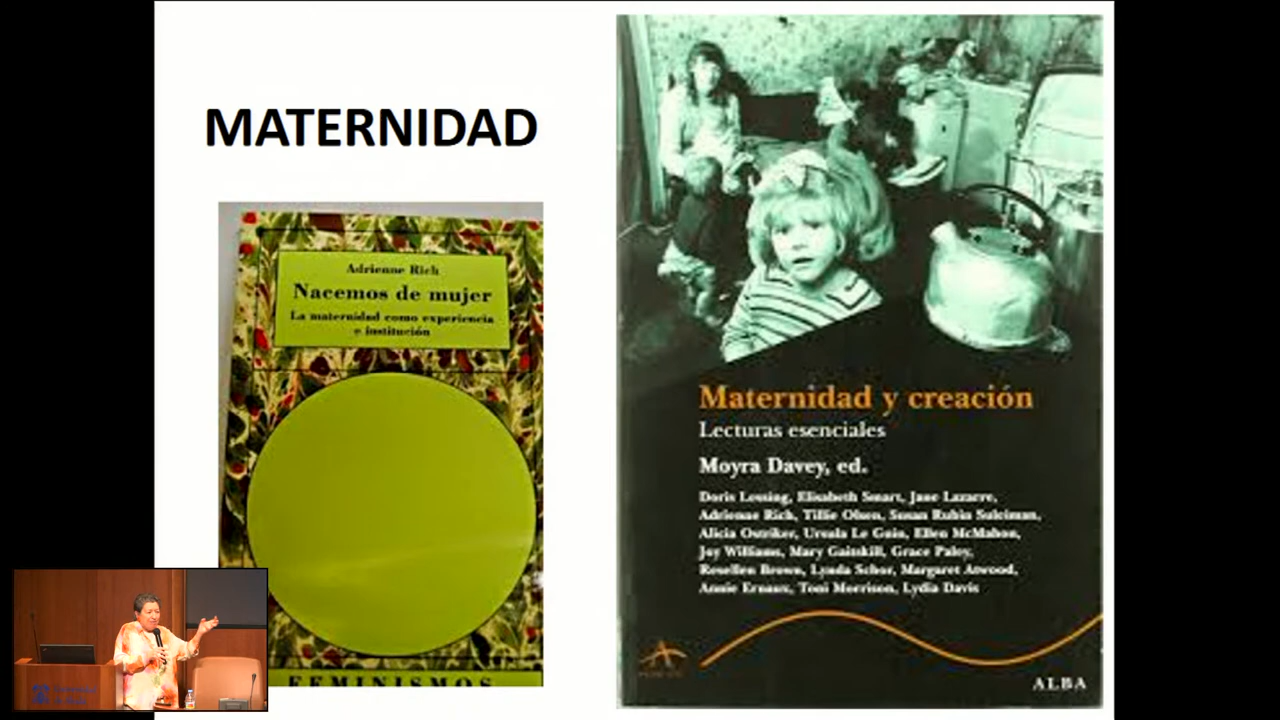 MATERNIDAD
Adrienne Rich
Nacemos de mujer
La maternidad como experiencia
e institución
FEMINISMOS
Maternidad y creación
Lecturas esenciales
Moyra Davey, ed.
Doris Lessing, Elisabeth Smart, Jane Lazarre,
Adrienne Rich, Tillie Olsen, Susan Rubin Suleiman,
Alicia Ostriker, Ursula Le Guin, Ellen McMahon,
Joy Williams, Mary Gaitskill, Grace Paley,
Rosellen Brown, Lynda Schor, Margaret Atwood,
Annie Ernaux, Toni Morrison, Lydia Davis
ALBA